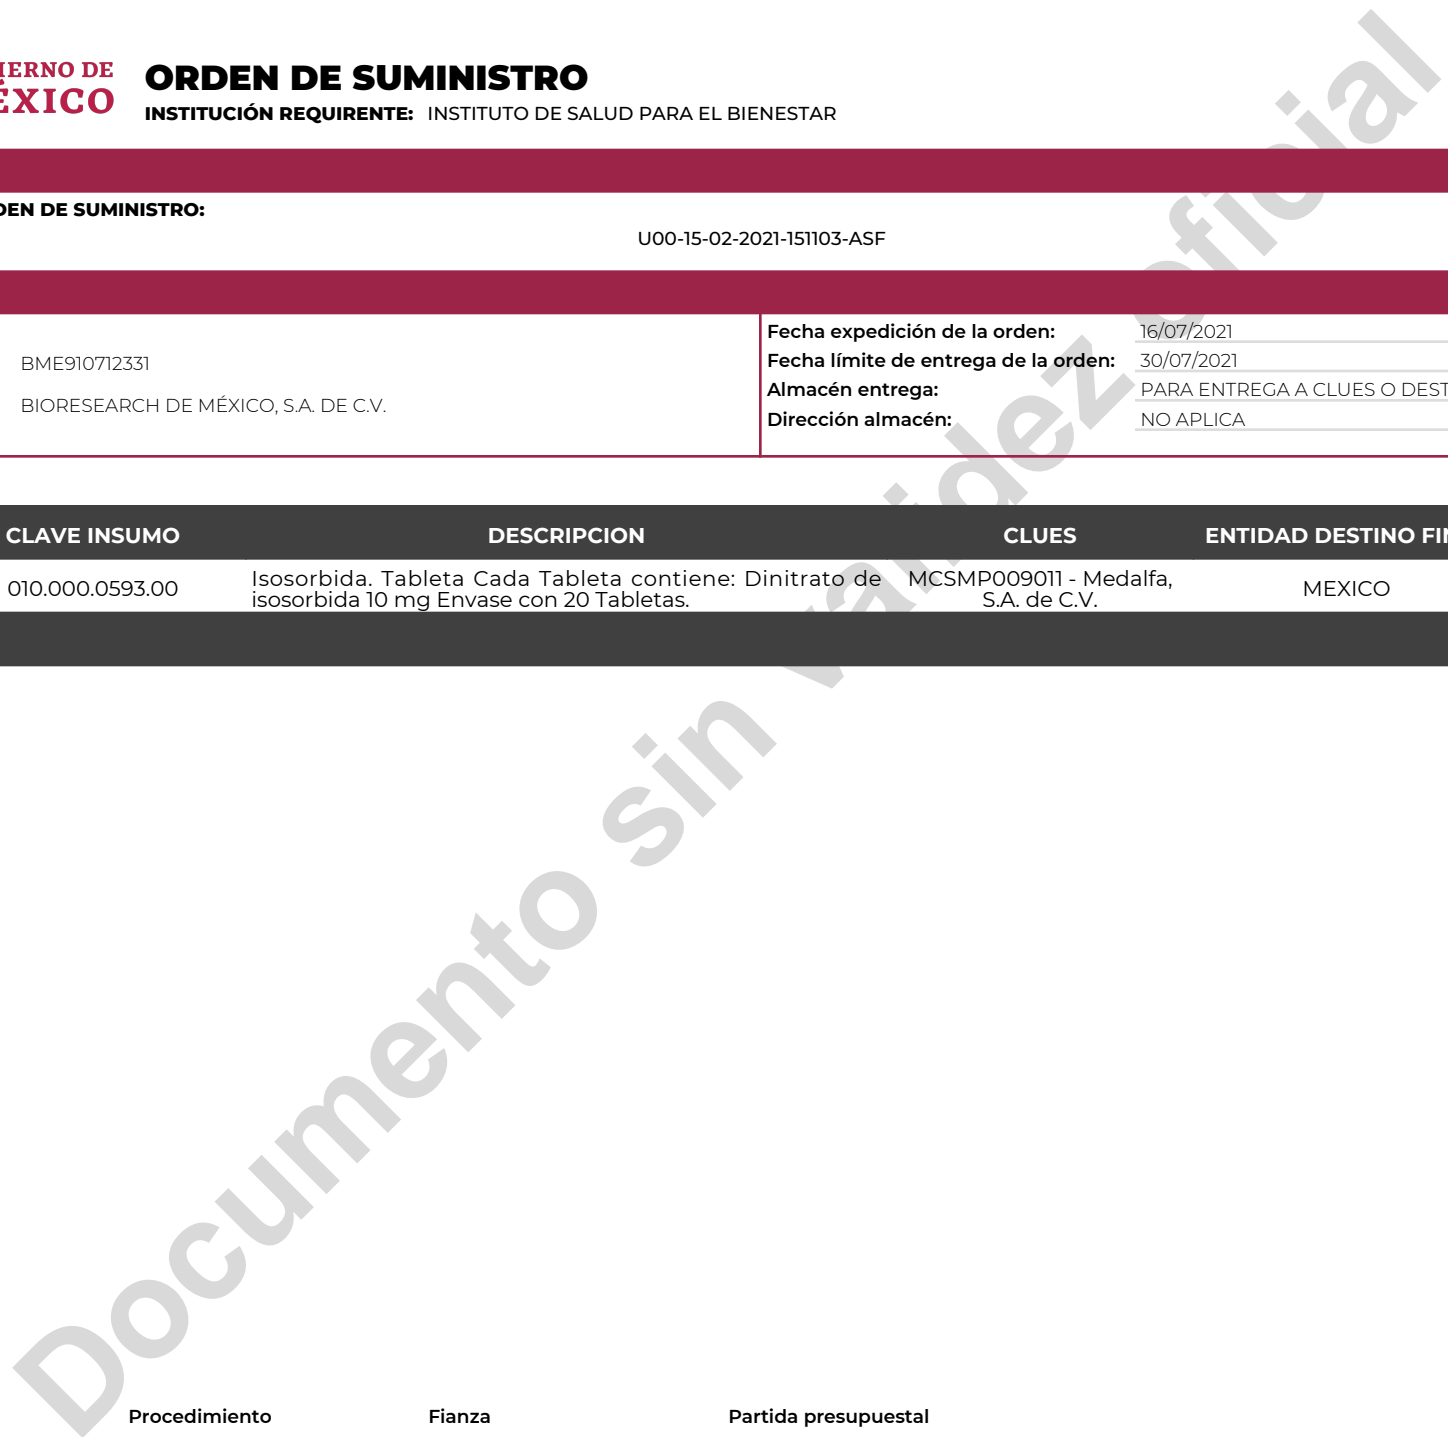 IERNO DE
ÉXICO
ORDEN DE SUMINISTRO
INSTITUCIÓN REQUIRENTE: INSTITUTO DE SALUD PARA EL BIENESTAR
DEN DE SUMINISTRO:
U00-15-02-2021-151103-ASF
BME910712331
BIORESEARCH DE MÉXICO, S.A. DE C.V.
Fecha expedición de la orden: 16/07/2021
Fecha límite de entrega de la orden: 30/07/2021
Almacén entrega: PARA ENTREGA A CLUES O DEST
Dirección almacén: NO APLICA
CLAVE INSUMO DESCRIPCION CLUES ENTIDAD DESTINO FIN
010.000.0593.00
Isosorbida. Tableta Cada Tableta contiene: Dinitrato de
isosorbida 10 mg Envase con 20 Tabletas.
MCSMP009011 - Medalfa,
S.A. de C.V.
MEXICO
Documento sin validez oficial
Procedimiento Fianza Partida presupuestal